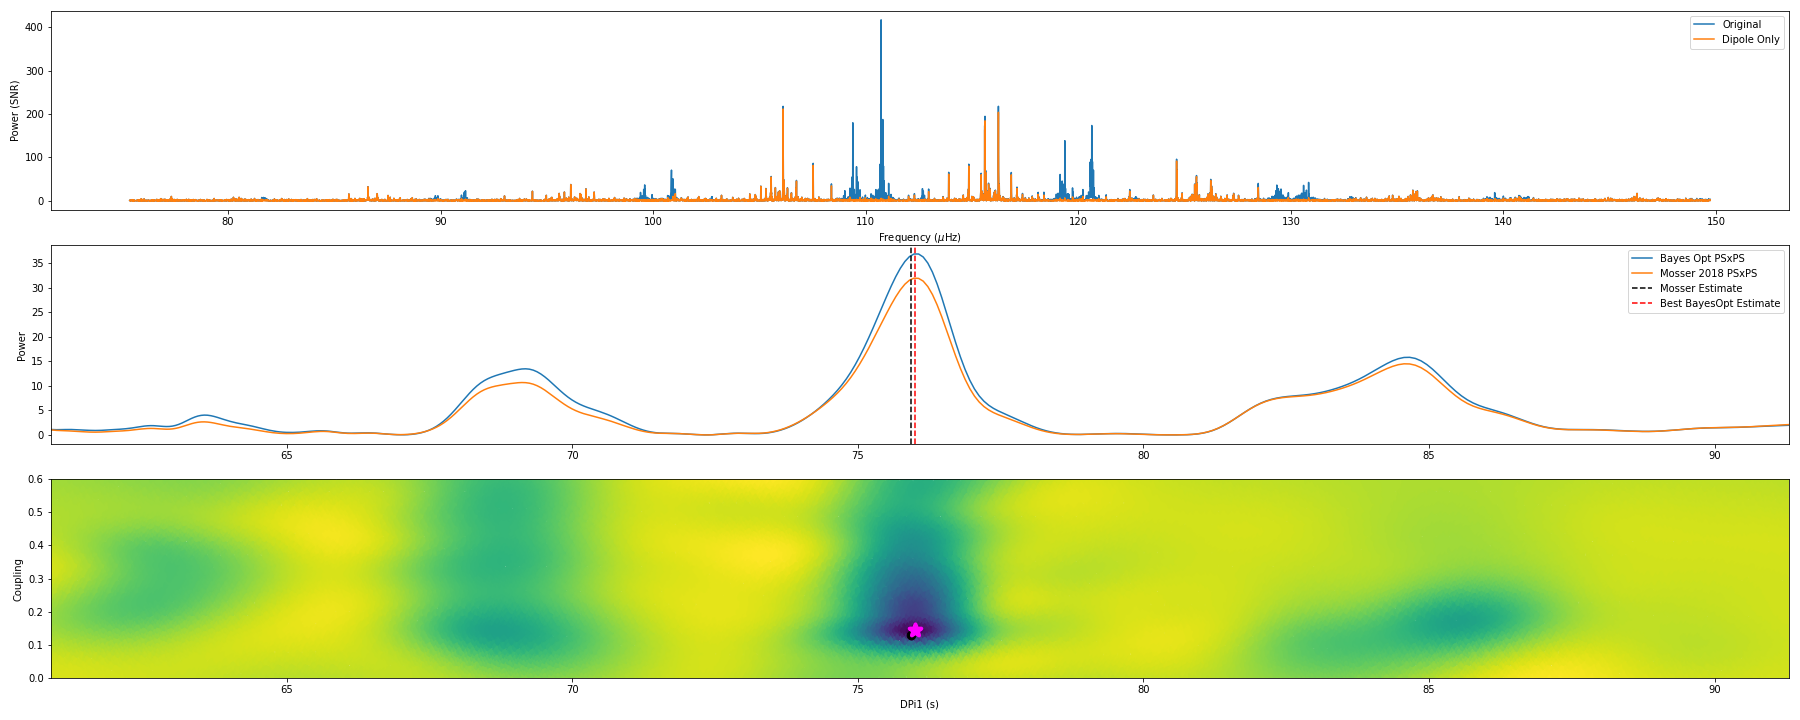 400
300
200
100
0
Power (SNR)
Original
Dipole Only
80 90 100 110 120 130 140 150
Frequency (μHz)
35
30
25
20
15
10
5
0
Power
Bayes Opt PSxPS
Mosser 2018 PSxPS
Mosser Estimate
Best BayesOpt Estimate
65 70 75 80 85 90
0.6
0.5
0.4
0.3
0.2
0.1
0.0
Coupling
65 70 75 80 85 90
DPi1 (s)